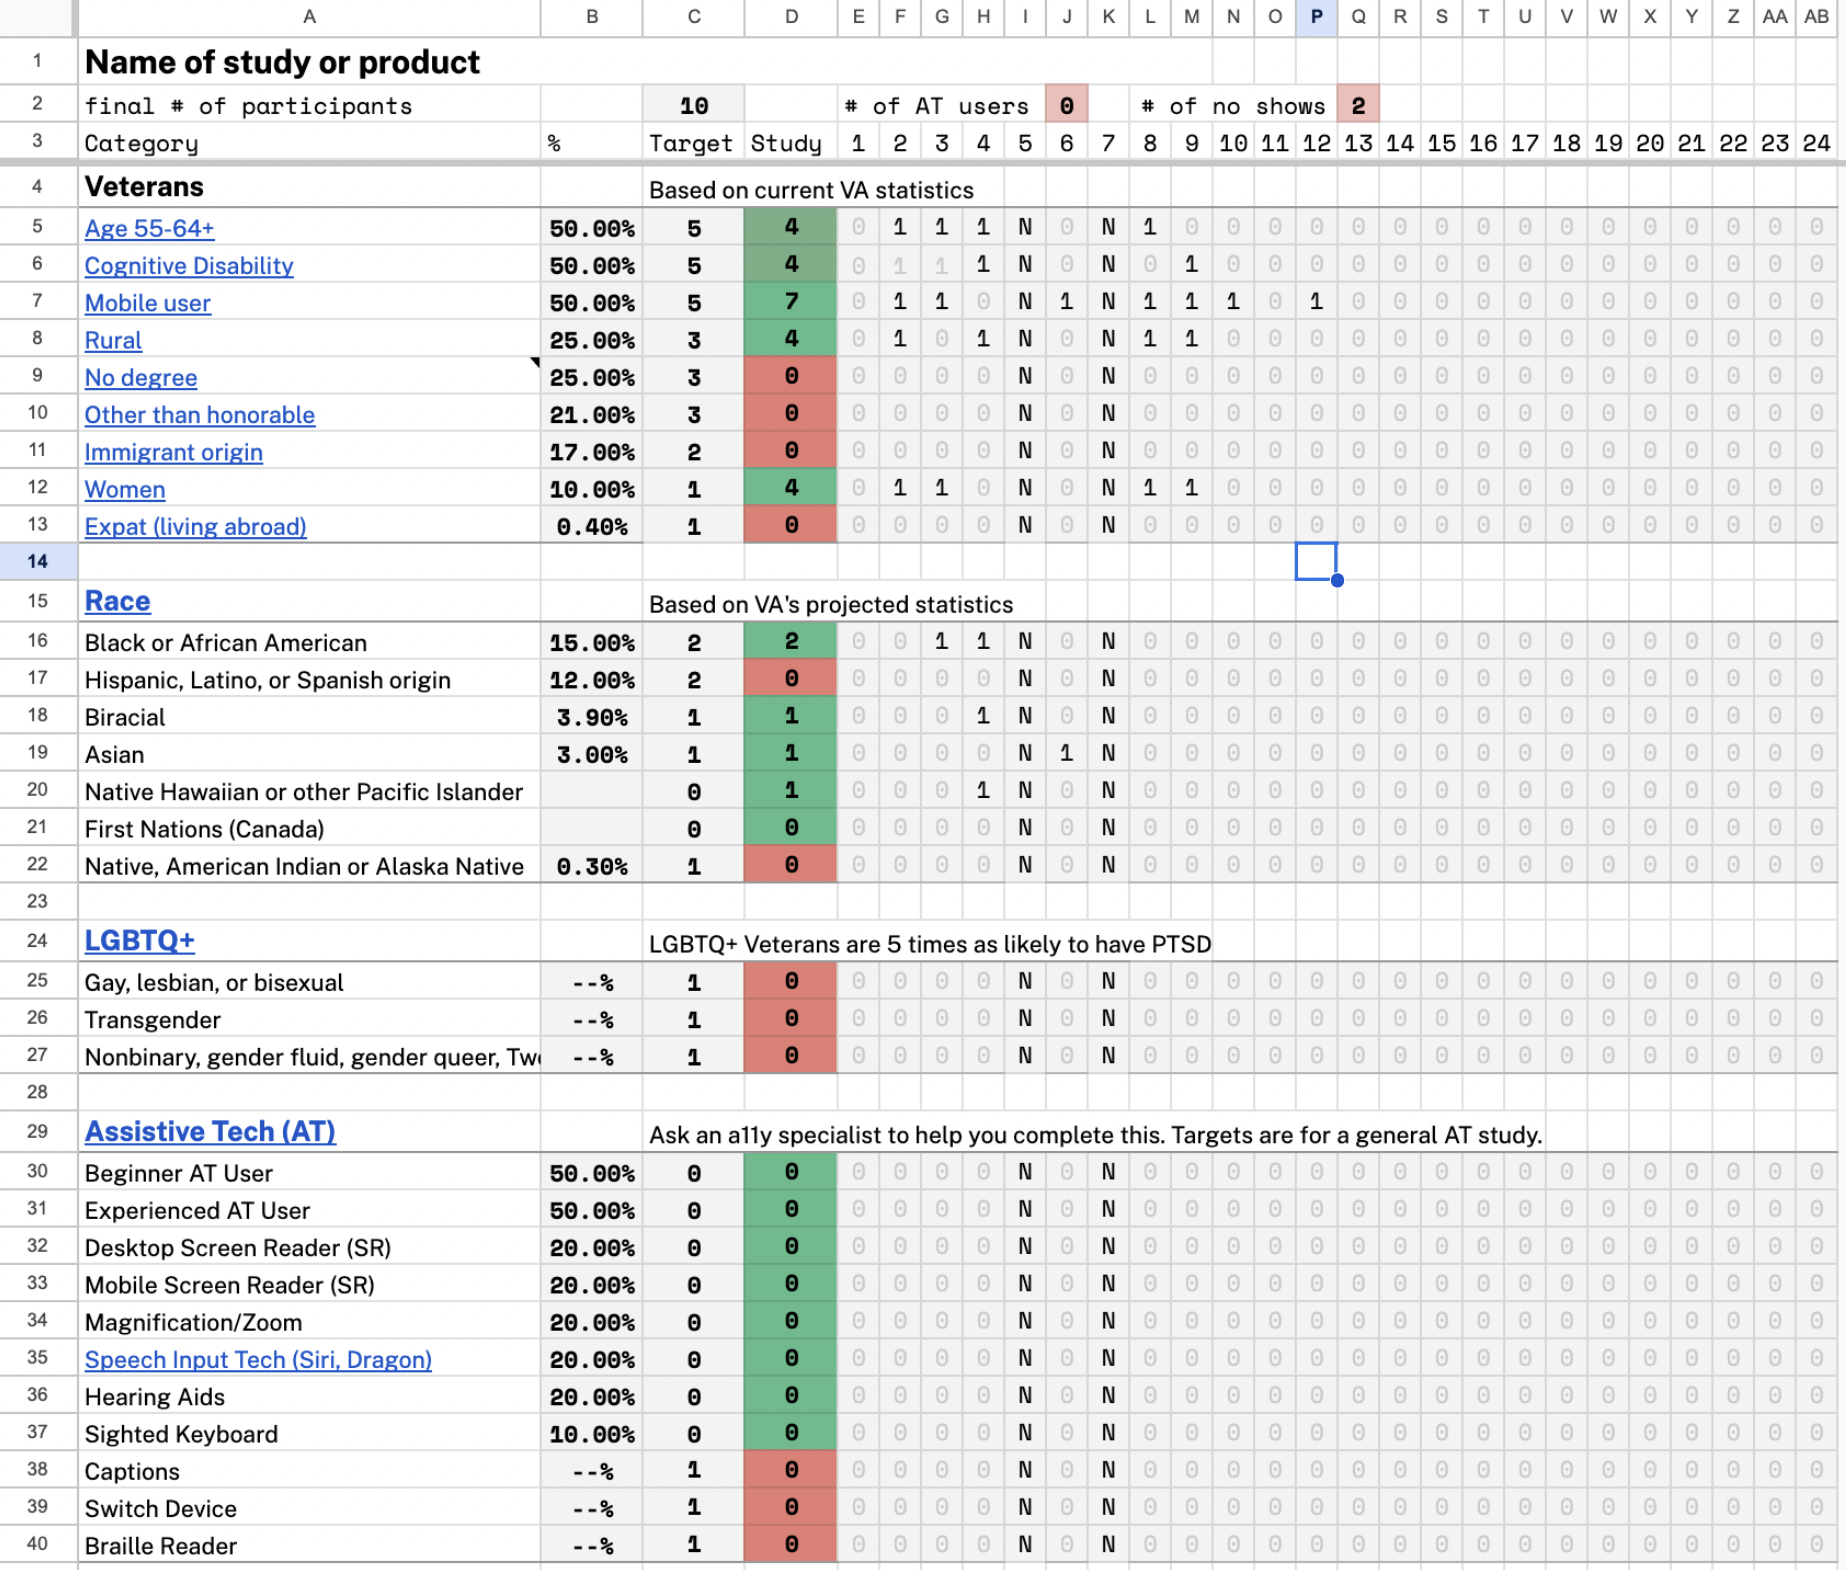 A B C D E F G H I J K L M N O P Q R S T U V W X Y Z AA AB
1 Name of study or product
2 final # of participants 10 # of AT users 0 # of no shows 2
3 Category % Target Study 1 2 3 4 5 6 7 8 9 10 11 12 13 14 15 16 17 18 19 20 21 22 23 24
4 Veterans Based on current VA statistics
5 Age 55-64+ 50.00% 5 4 0 1 1 1 N 0 N 1 0 0 0 0 0 0 0 0 0 0 0 0 0 0 0 0
6 Cognitive Disability 50.00% 5 4 0 1 1 1 N 0 N 0 1 0 0 0 0 0 0 0 0 0 0 0 0 0 0 0
7 Mobile user 50.00% 5 7 0 1 1 0 N 1 N 1 1 1 0 1 0 0 0 0 0 0 0 0 0 0 0 0
8 Rural 25.00% 3 4 0 1 0 1 N 0 N 1 1 0 0 0 0 0 0 0 0 0 0 0 0 0 0 0
9 No degree 25.00% 3 0 0 0 0 0 N 0 N 0 0 0 0 0 0 0 0 0 0 0 0 0 0 0 0 0
10 Other than honorable 21.00% 3 0 0 0 0 0 N 0 N 0 0 0 0 0 0 0 0 0 0 0 0 0 0 0 0 0
11 Immigrant origin 17.00% 2 0 0 0 0 0 N 0 N 0 0 0 0 0 0 0 0 0 0 0 0 0 0 0 0 0
12 Women 10.00% 1 4 0 1 1 0 N 0 N 1 1 0 0 0 0 0 0 0 0 0 0 0 0 0 0 0
13 Expat (living abroad) 0.40% 1 0 0 0 0 0 N 0 N 0 0 0 0 0 0 0 0 0 0 0 0 0 0 0 0 0
14
15 Race Based on VA's projected statistics
16 Black or African American 15.00% 2 2 0 0 1 1 N 0 N 0 0 0 0 0 0 0 0 0 0 0 0 0 0 0 0 0
17 Hispanic, Latino, or Spanish origin 12.00% 2 0 0 0 0 0 N 0 N 0 0 0 0 0 0 0 0 0 0 0 0 0 0 0 0 0
18 Biracial 3.90% 1 1 0 0 0 1 N 0 N 0 0 0 0 0 0 0 0 0 0 0 0 0 0 0 0 0
19 Asian 3.00% 1 1 0 0 0 0 N 1 N 0 0 0 0 0 0 0 0 0 0 0 0 0 0 0 0 0
20 Native Hawaiian or other Pacific Islander 0 1 0 0 0 1 N 0 N 0 0 0 0 0 0 0 0 0 0 0 0 0 0 0 0 0
21 First Nations (Canada) 0 0 0 0 0 0 N 0 N 0 0 0 0 0 0 0 0 0 0 0 0 0 0 0 0 0
22 Native, American Indian or Alaska Native 0.30% 1 0 0 0 0 0 N 0 N 0 0 0 0 0 0 0 0 0 0 0 0 0 0 0 0 0
23
24 LGBTQ+ LGBTQ+ Veterans are 5 times as likely to have PTSD
25 Gay, lesbian, or bisexual --% 1 0 0 0 0 0 N 0 N 0 0 0 0 0 0 0 0 0 0 0 0 0 0 0 0 0
26 Transgender --% 1 0 0 0 0 0 N 0 N 0 0 0 0 0 0 0 0 0 0 0 0 0 0 0 0 0
27 Nonbinary, gender fluid, gender queer, Tw --% 1 0 0 0 0 0 N 0 N 0 0 0 0 0 0 0 0 0 0 0 0 0 0 0 0 0
28
29 Assistive Tech (AT) Ask an a11y specialist to help you complete this. Targets are for a general AT study.
30 Beginner AT User 50.00% 0 0 0 0 0 0 N 0 N 0 0 0 0 0 0 0 0 0 0 0 0 0 0 0 0 0
31 Experienced AT User 50.00% 0 0 0 0 0 0 N 0 N 0 0 0 0 0 0 0 0 0 0 0 0 0 0 0 0 0
32 Desktop Screen Reader (SR) 20.00% 0 0 0 0 0 0 N 0 N 0 0 0 0 0 0 0 0 0 0 0 0 0 0 0 0 0
33 Mobile Screen Reader (SR) 20.00% 0 0 0 0 0 0 N 0 N 0 0 0 0 0 0 0 0 0 0 0 0 0 0 0 0 0
34 Magnification/Zoom 20.00% 0 0 0 0 0 0 N 0 N 0 0 0 0 0 0 0 0 0 0 0 0 0 0 0 0 0
35 Speech Input Tech (Siri, Dragon) 20.00% 0 0 0 0 0 0 N 0 N 0 0 0 0 0 0 0 0 0 0 0 0 0 0 0 0 0
36 Hearing Aids 20.00% 0 0 0 0 0 0 N 0 N 0 0 0 0 0 0 0 0 0 0 0 0 0 0 0 0 0
37 Sighted Keyboard 10.00% 0 0 0 0 0 0 N 0 N 0 0 0 0 0 0 0 0 0 0 0 0 0 0 0 0 0
38 Captions --% 1 0 0 0 0 0 N 0 N 0 0 0 0 0 0 0 0 0 0 0 0 0 0 0 0 0
39 Switch Device --% 1 0 0 0 0 0 N 0 N 0 0 0 0 0 0 0 0 0 0 0 0 0 0 0 0 0
40 Braille Reader --% 1 0 0 0 0 0 N 0 N 0 0 0 0 0 0 0 0 0 0 0 0 0 0 0 0 0